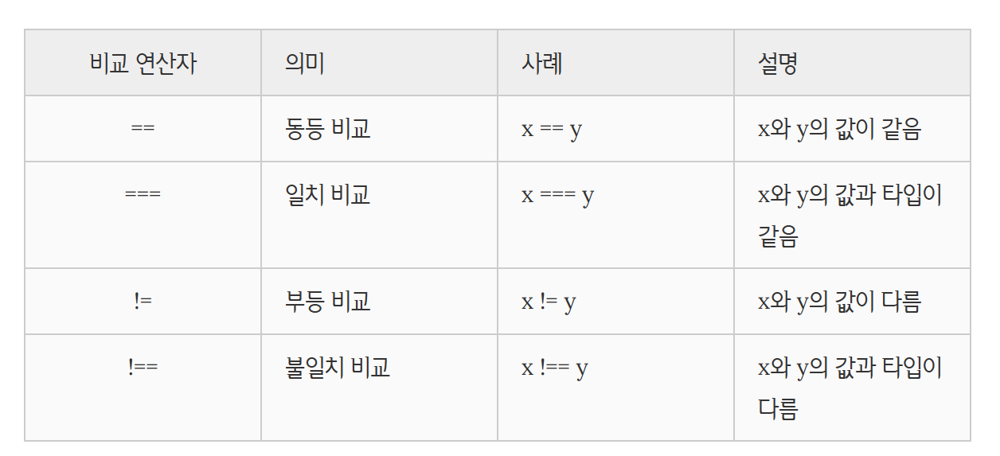 비교 연산자 의미 사례 설명
== 동등 비교 x == y x와 y의 값이 같음
=== 일치 비교 x === y x와 y의 값과 타입이
같음
!= 부등 비교 x != y x와 y의 값이 다름
!== 불일치 비교 x !== y x와 y의 값과 타입이
다름